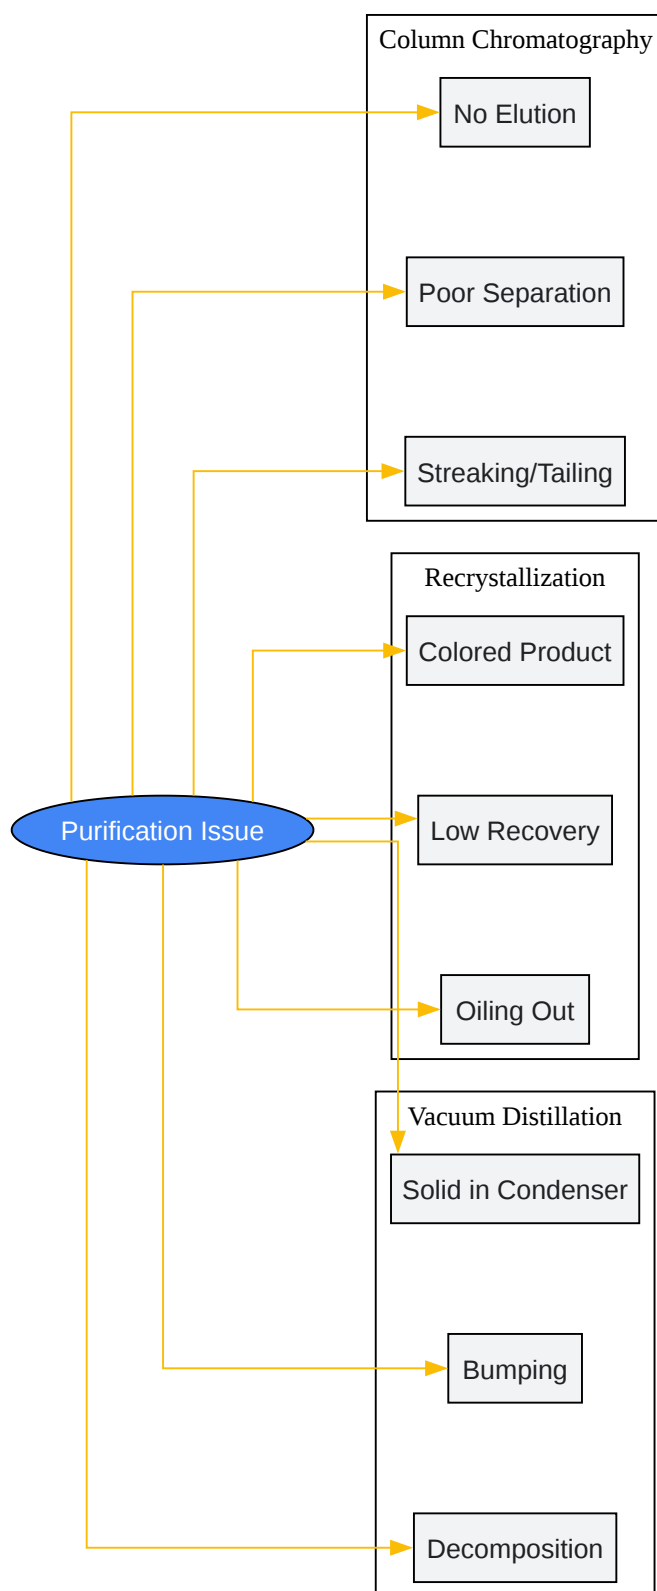 Column Chromatography
No Elution
Poor Separation
Streaking/Tailing
Recrystallization
Colored Product
Purification Issue
Low Recovery
Oiling Out
Vacuum Distillation
Solid in Condenser
Bumping
Decomposition